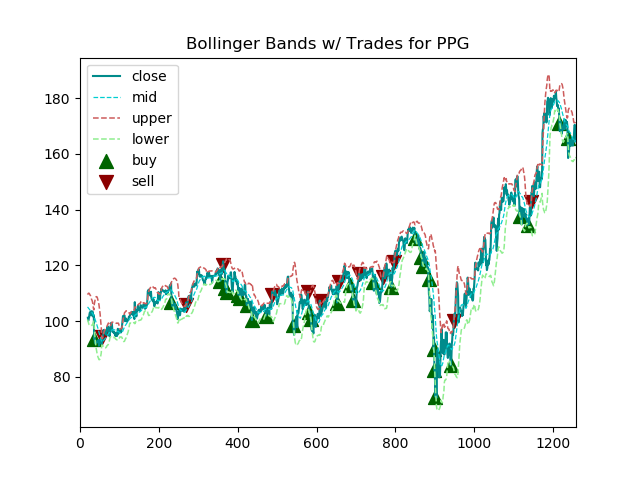 Bollinger Bands w/ Trades for PPG
close
mid
upper
lower
buy
sell
180
160
140
120
100
80
0 200 400 600 800 1000 1200